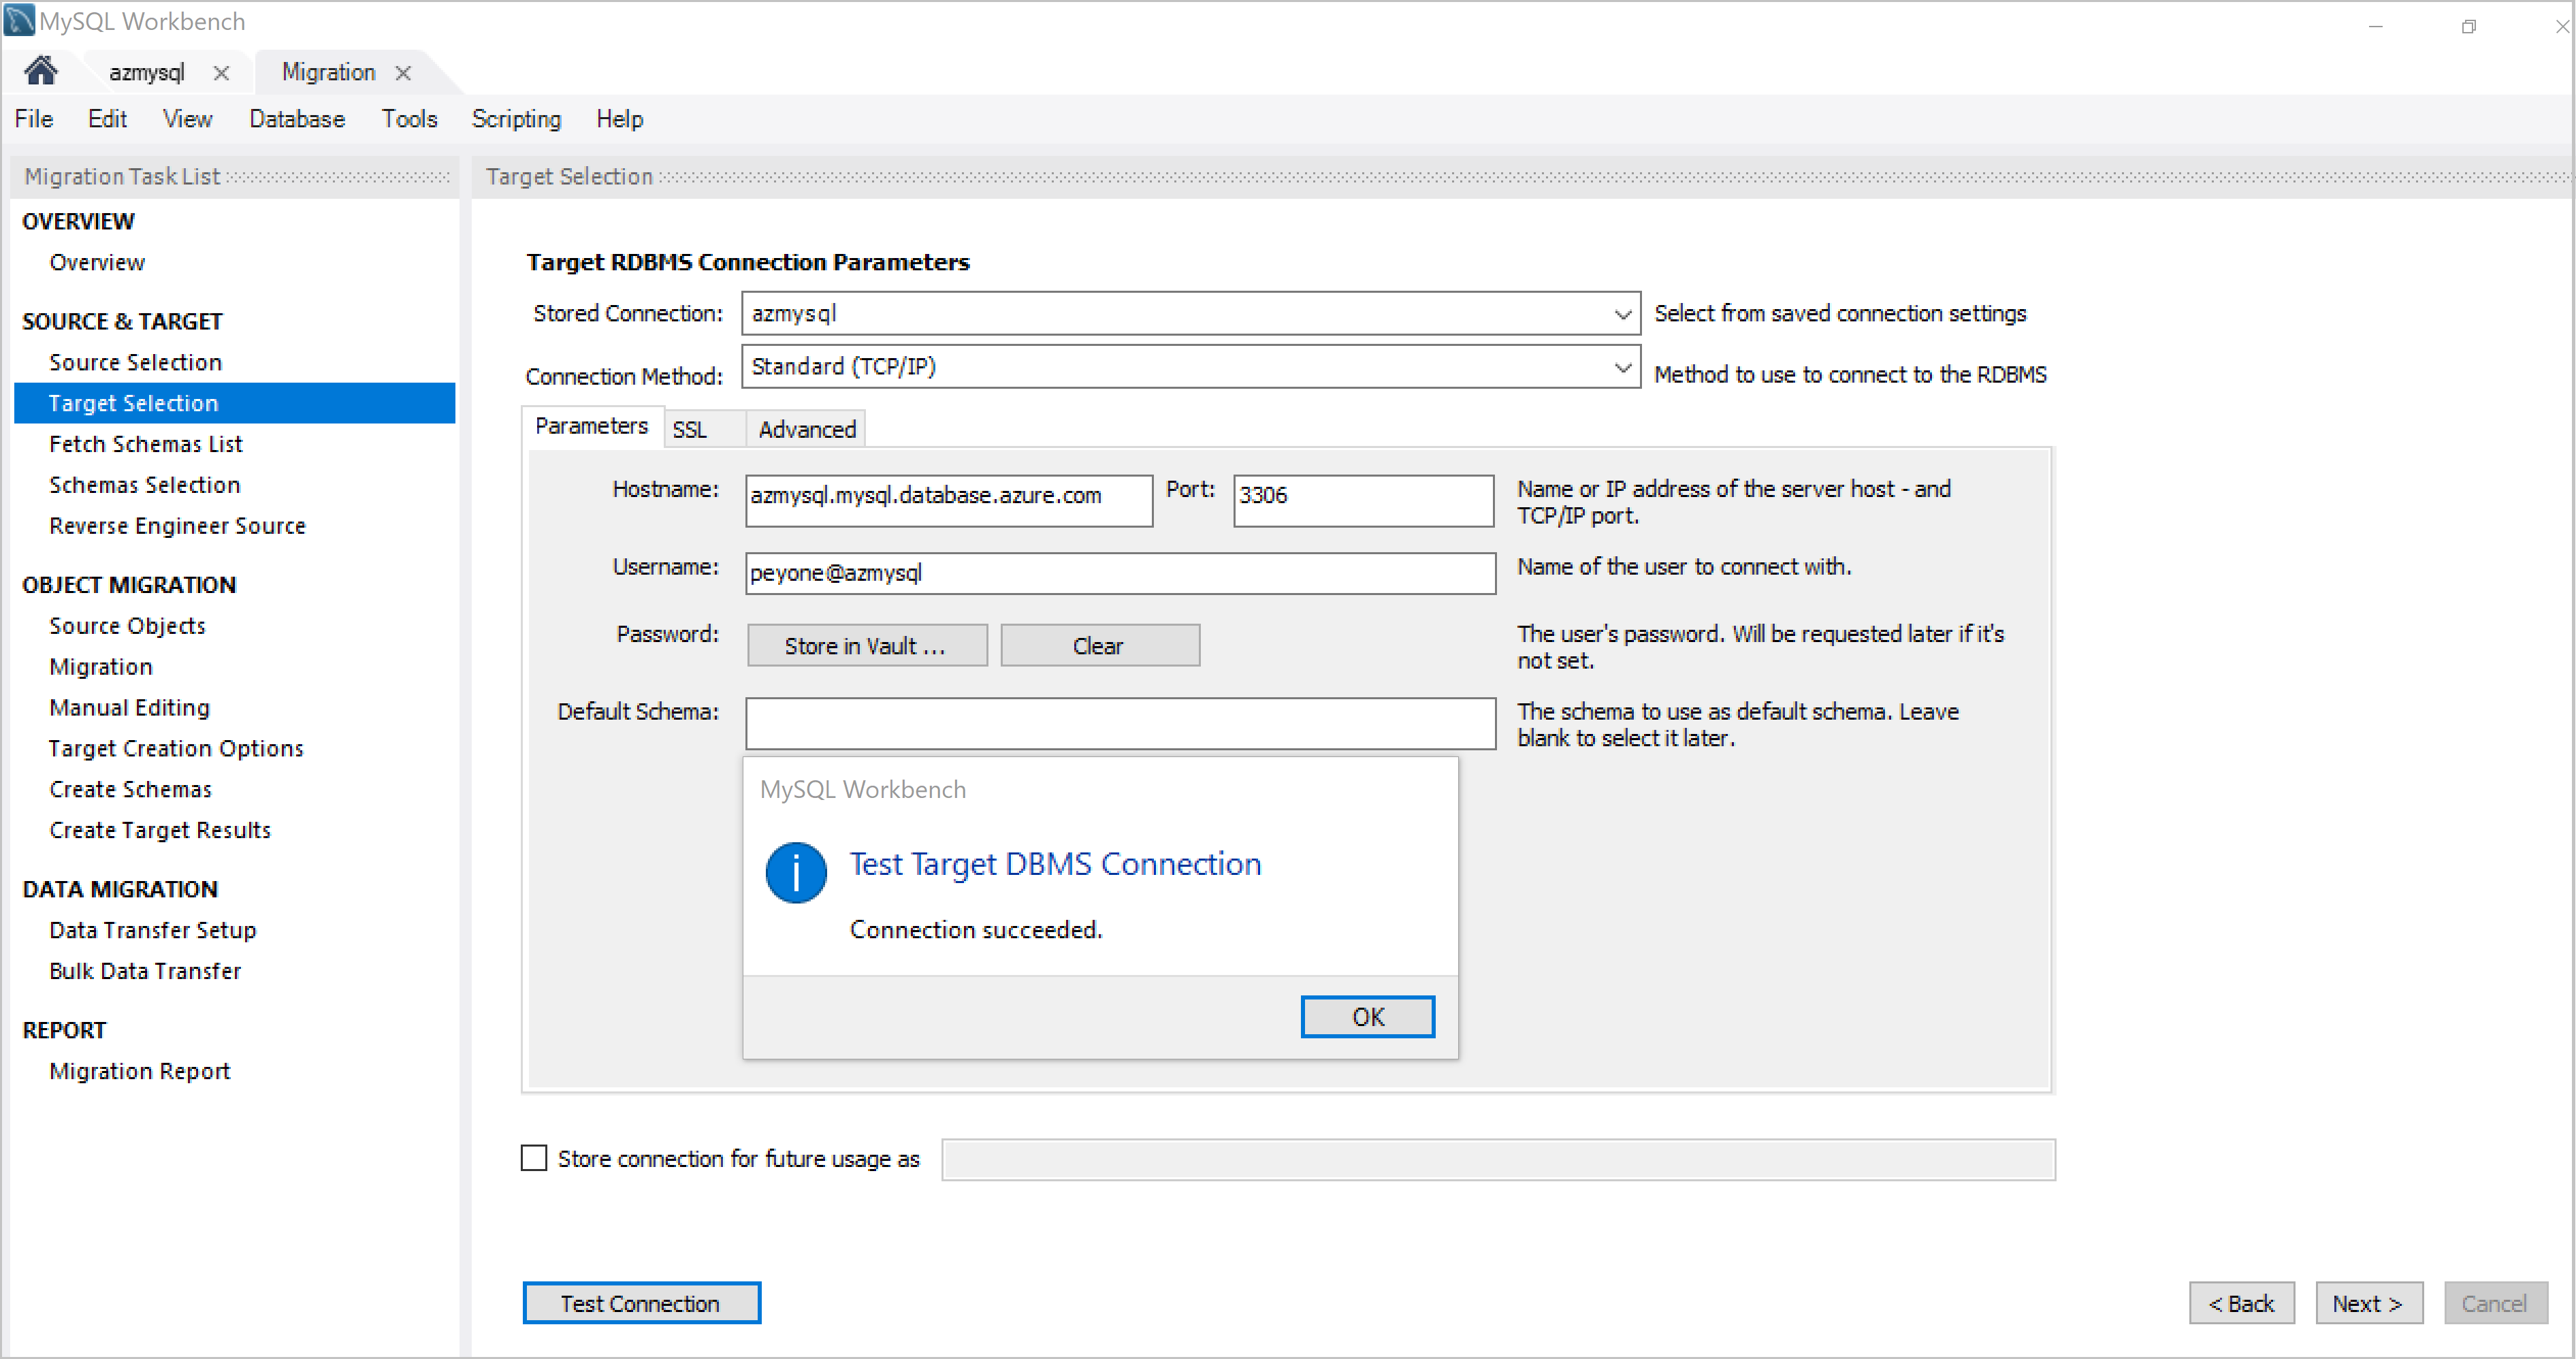 MySQL Workbench
azmysql
Migration
File Edit View Database Tools Scripting Help
Migration Task List
OVERVIEW
Overview
SOURCE & TARGET
Source Selection
Target Selection
Fetch Schemas List
Schemas Selection
Reverse Engineer Source
OBJECT MIGRATION
Source Objects
Migration
Manual Editing
Target Creation Options
Create Schemas
Create Target Results
DATA MIGRATION
Data Transfer Setup
Bulk Data Transfer
REPORT
Migration Report
Target Selection
Target RDBMS Connection Parameters
Stored Connection: azmysql Select from saved connection settings
Connection Method: Standard (TCP/IP) Method to use to connect to the RDBMS
Parameters SSL Advanced
Hostname: azmysql.mysql.database.azure.com Port: 3306 Name or IP address of the server host - and
TCP/IP port.
Username: peyone@azmysql Name of the user to connect with.
Password: Store in Vault ... Clear The user's password. Will be requested later if it's
not set.
Default Schema: The schema to use as default schema. Leave
blank to select it later.
MySQL Workbench
i
Test Target DBMS Connection
Connection succeeded.
OK
Store connection for future usage as
Test Connection
< Back Next > Cancel